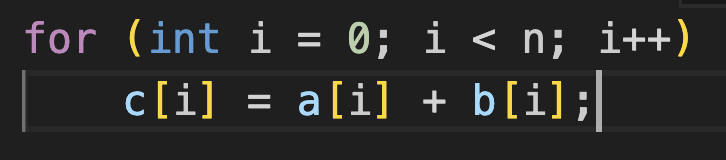 for (int i = 0; i < n; i++)
    c[i] = a[i] + b[i];